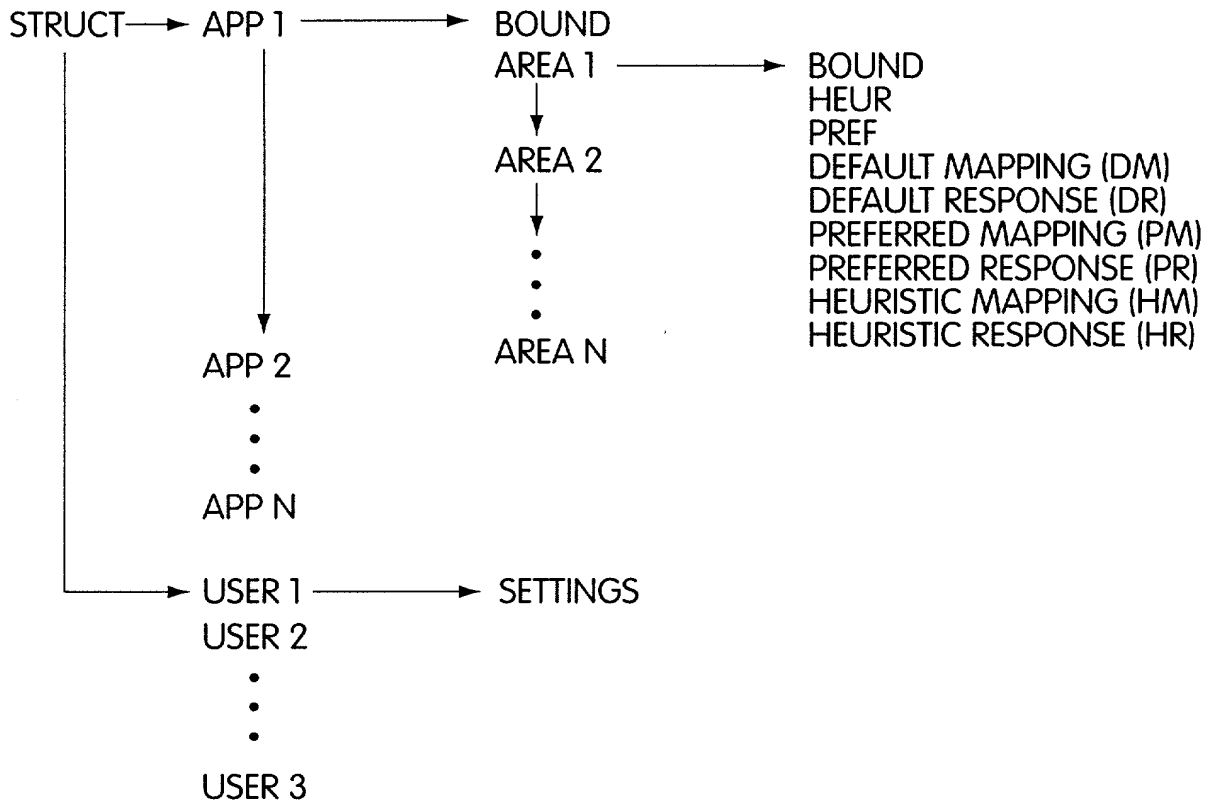 STRUCT APP 1 BOUND
AREA 1 BOUND
HEUR
PREF
AREA 2 DEFAULT MAPPING (DM)
DEFAULT RESPONSE (DR)
PREFERRED MAPPING (PM)
PREFERRED RESPONSE (PR)
HEURISTIC MAPPING (HM)
HEURISTIC RESPONSE (HR)
AREA N
APP 2
APP N
USER 1 SETTINGS
USER 2
USER 3